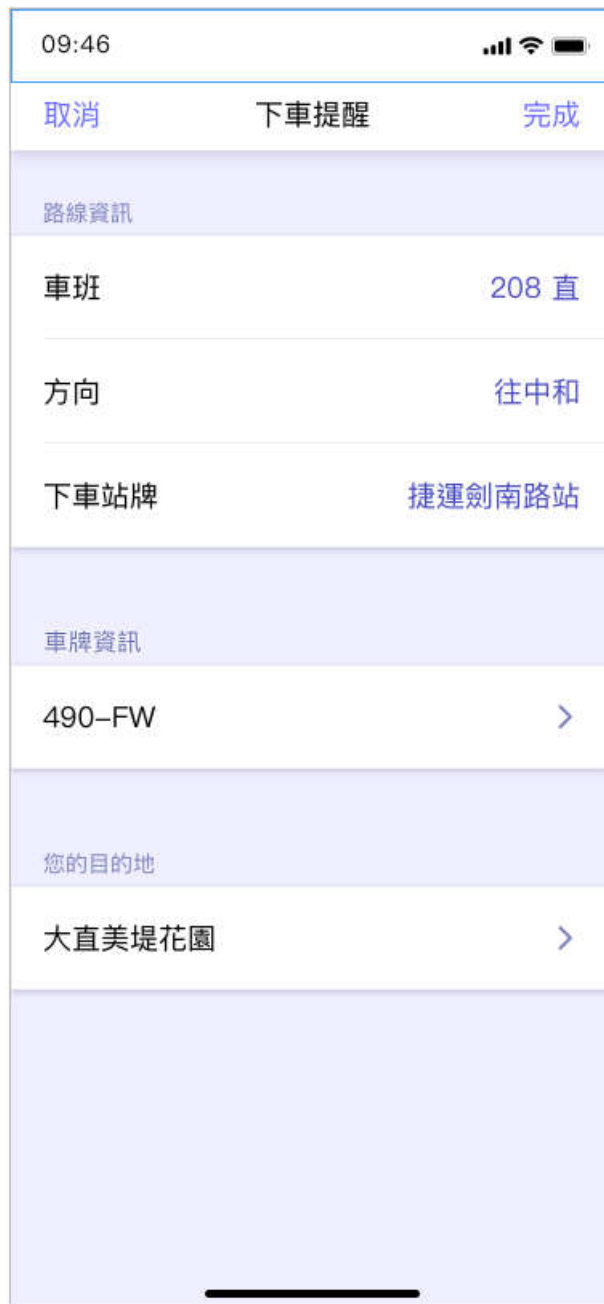 09:46
取消 下車提醒 完成
路線資訊
車班 208 直
方向 往中和
下車站牌 捷運劍南路站
車牌資訊
490–FW
您的目的地
大直美堤花園